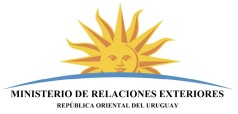 MINISTERIO DE RELACIONES EXTERIORES
REPÚBLICA ORIENTAL DEL URUGUAY